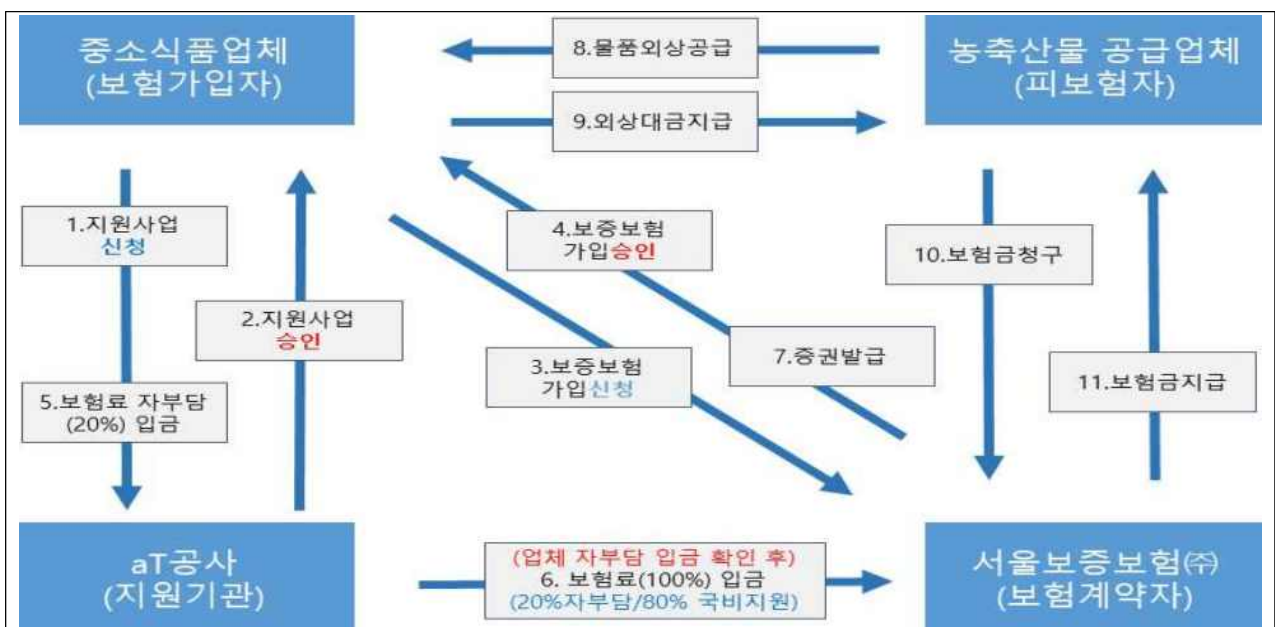 중소식품업체
(보험가입자)
8.물품외상공급
농축산물 공급업체
(피보험자)
9.외상대금지급
1.지원사업
신청
4.보증보험
가입승인
10.보험금청구
2.지원사업
승인
3.보증보험
가입신청
7.증권발급
11.보험금지급
5.보험료 자부담
(20%) 입금
aT공사
(지원기관)
(업체 자부담 입금 확인 후)
6. 보험료(100%) 입금
(20%자부담/80% 국비지원)
서울보증보험㈜
(보험계약자)